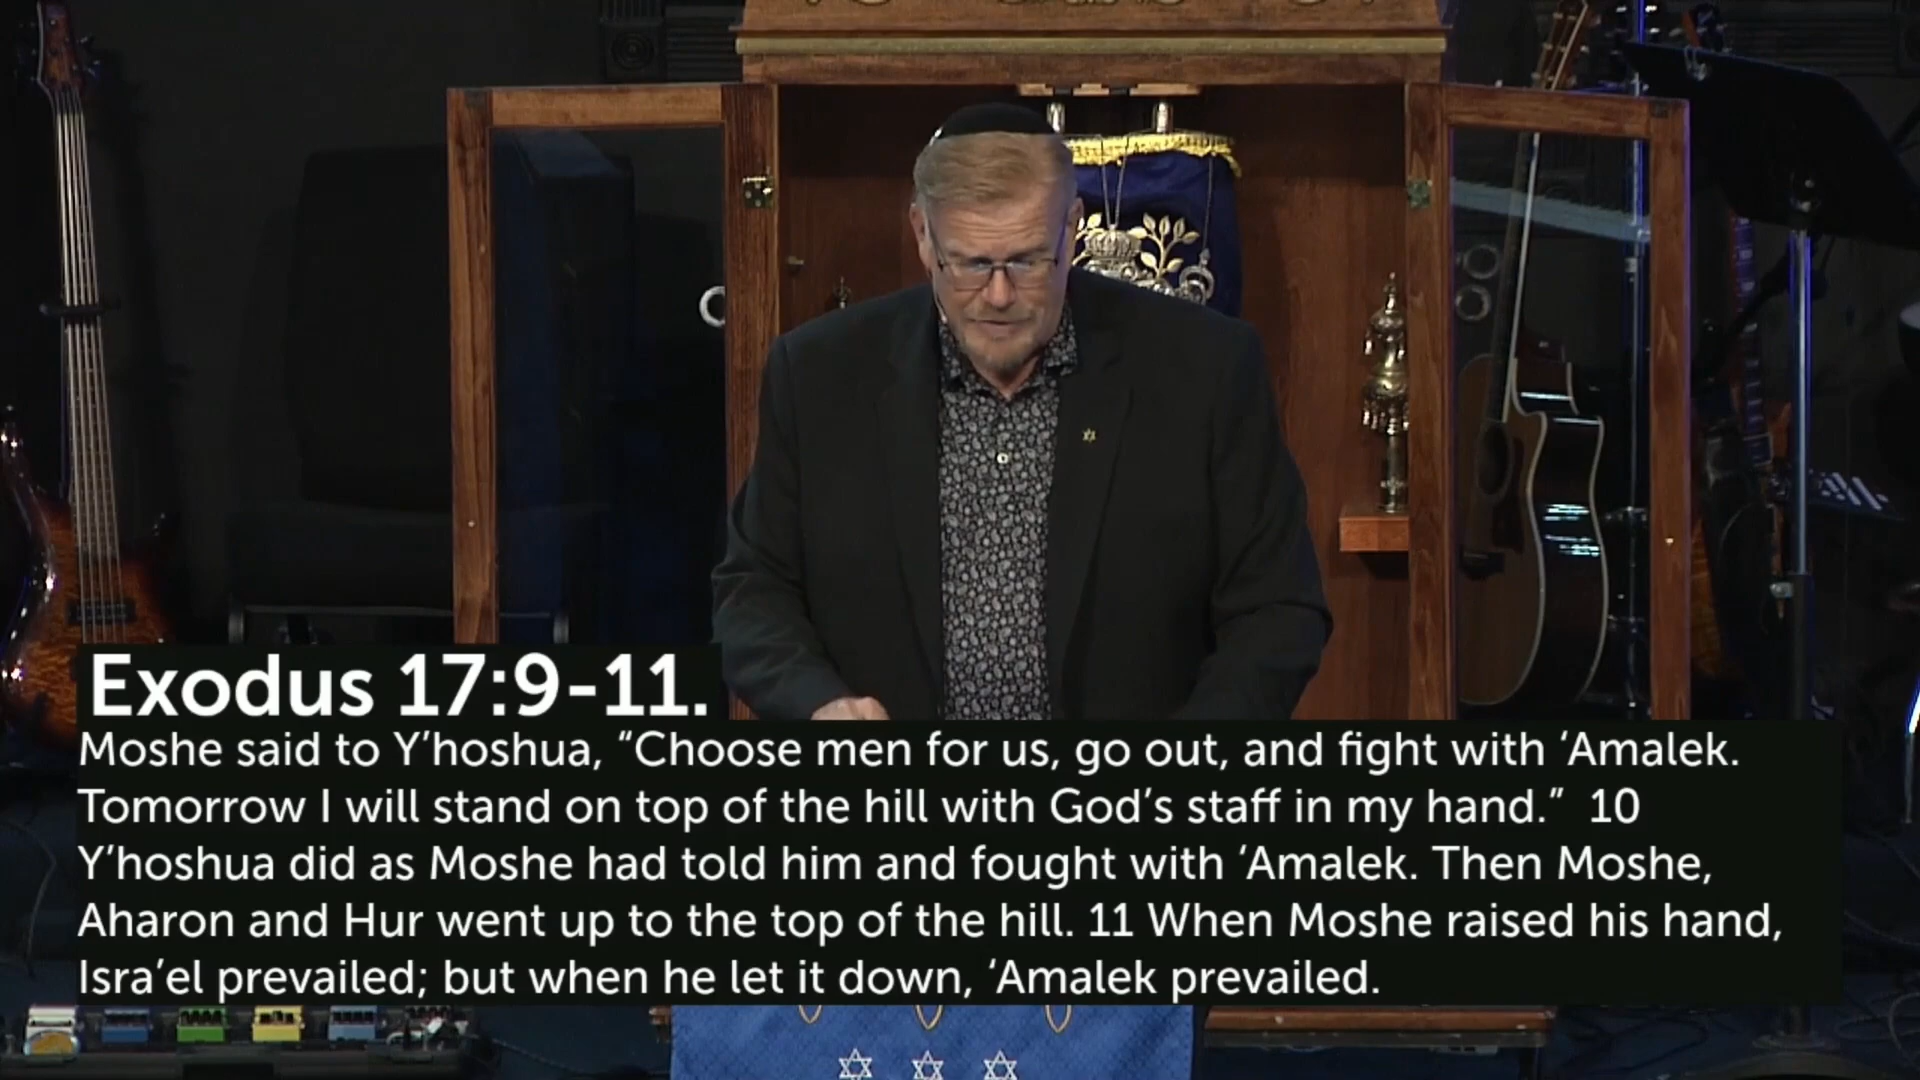 Exodus 17:9-11.
Moshe said to Y’hoshua, “Choose men for us, go out, and fight with ‘Amalek.
Tomorrow I will stand on top of the hill with God’s staff in my hand.” 10
Y’hoshua did as Moshe had told him and fought with ‘Amalek. Then Moshe,
Aharon and Hur went up to the top of the hill. 11 When Moshe raised his hand,
Isra’el prevailed; but when he let it down, ‘Amalek prevailed.